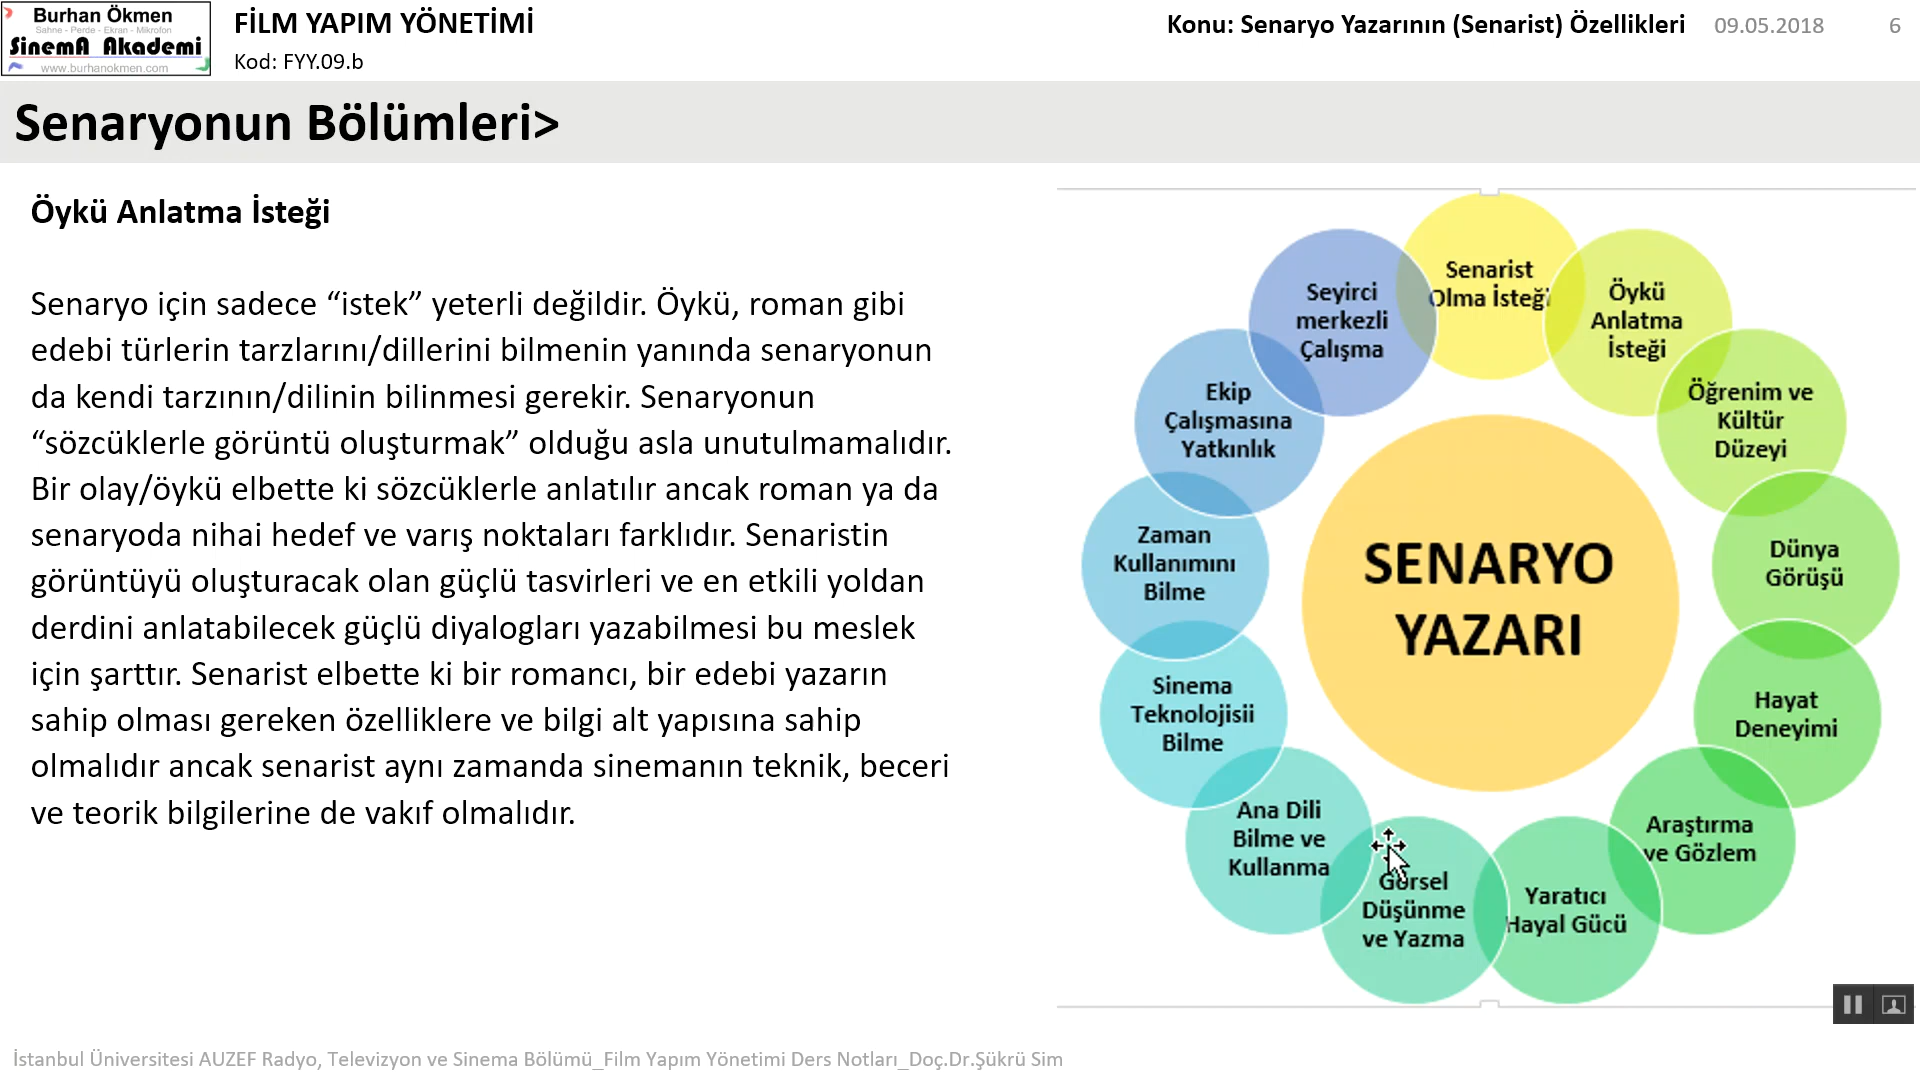 Burhan Ökmen
Sahne - Perde - Ekran - Mikrofon
SinemA Akademi
www.burhanokmen.com
FİLM YAPIM YÖNETİMİ
Kod: FYY.09.b
Konu: Senaryo Yazarının (Senarist) Özellikleri
09.05.2018
6
Senaryonun Bölümleri>
Öykü Anlatma İsteği
Senaryo için sadece “istek” yeterli değildir. Öykü, roman gibi
edebi türlerin tarzlarını/dillerini bilmenin yanında senaryonun
da kendi tarzının/dilinin bilinmesi gerekir. Senaryonun
“sözcüklerle görüntü oluşturmak” olduğu asla unutulmamalıdır.
Bir olay/öykü elbette ki sözcüklerle anlatılır ancak roman ya da
senaryoda nihai hedef ve varış noktaları farklıdır. Senaristin
görüntüyü oluşturacak olan güçlü tasvirleri ve en etkili yoldan
derdini anlatabilecek güçlü diyalogları yazabilmesi bu meslek
için şarttır. Senarist elbette ki bir romancı, bir edebi yazarın
sahip olması gereken özelliklere ve bilgi alt yapısına sahip
olmalıdır ancak senarist aynı zamanda sinemanın teknik, beceri
ve teorik bilgilerine de vakıf olmalıdır.
Senarist
Olma İsteği
Öykü
Anlatma
İsteği
Öğrenim ve
Kültür
Düzeyi
Dünya
Görüşü
Hayat
Deneyimi
Araştırma
ve Gözlem
Yaratıcı
Hayal Gücü
Görsel
Düşünme
ve Yazma
Ana Dili
Bilme ve
Kullanma
Sinema
Teknolojisii
Bilme
Zaman
Kullanımını
Bilme
Ekip
Çalışmasına
Yatkınlık
Seyirci
merkezli
Çalışma
SENARYO
YAZARI
İstanbul Üniversitesi AUZEF Radyo, Televizyon ve Sinema Bölümü_Film Yapım Yönetimi Ders Notları_Doç.Dr.Şükrü Sim